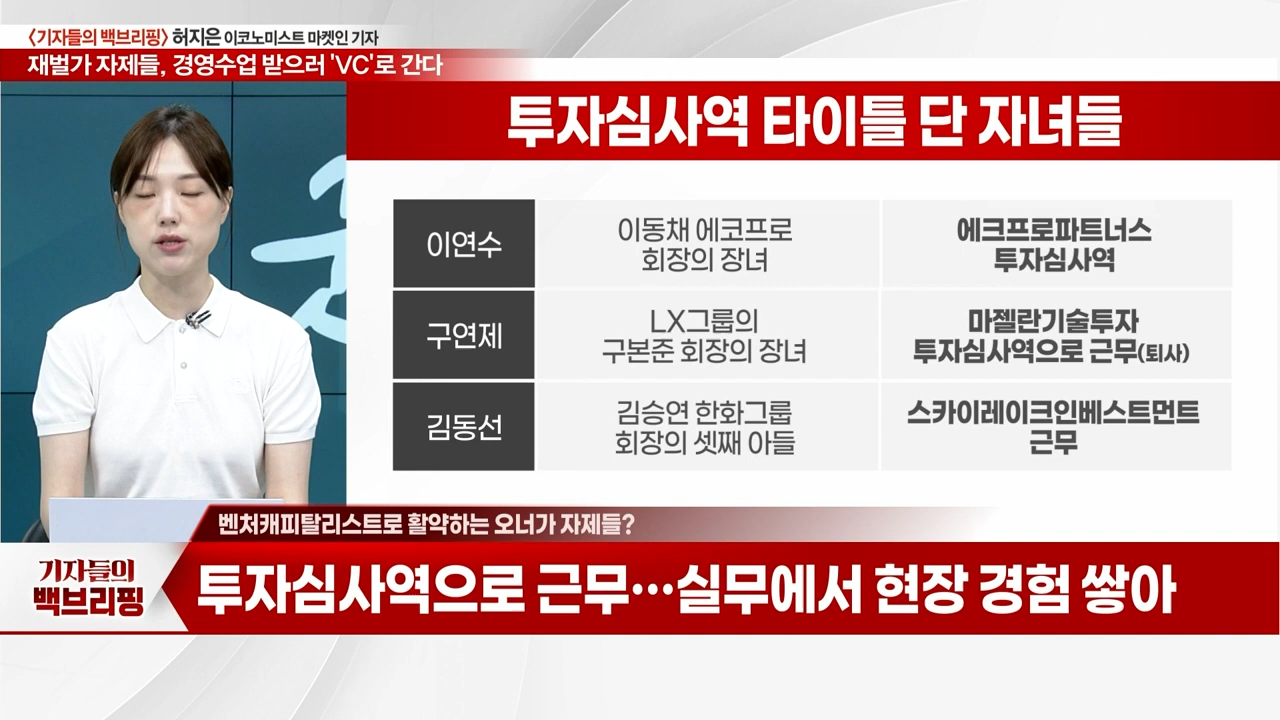 <기자들의 백브리핑> 허지은 이코노미스트 마켓인 기자
재벌가 자제들, 경영수업 받으러 'VC'로 간다
투자심사역 타이틀 단 자녀들
이연수
이동채 에코프로
회장의 장녀
에크프로파트너스
투자심사역
구연제
LX그룹의
구본준 회장의 장녀
마젤란기술투자
투자심사역으로 근무(퇴사)
김동선
김승연 한화그룹
회장의 셋째 아들
스카이레이크인베스트먼트
근무
벤처캐피탈리스트로 활약하는 오너가 자제들?
기자들의
백브리핑
투자심사역으로 근무…실무에서 현장 경험 쌓아